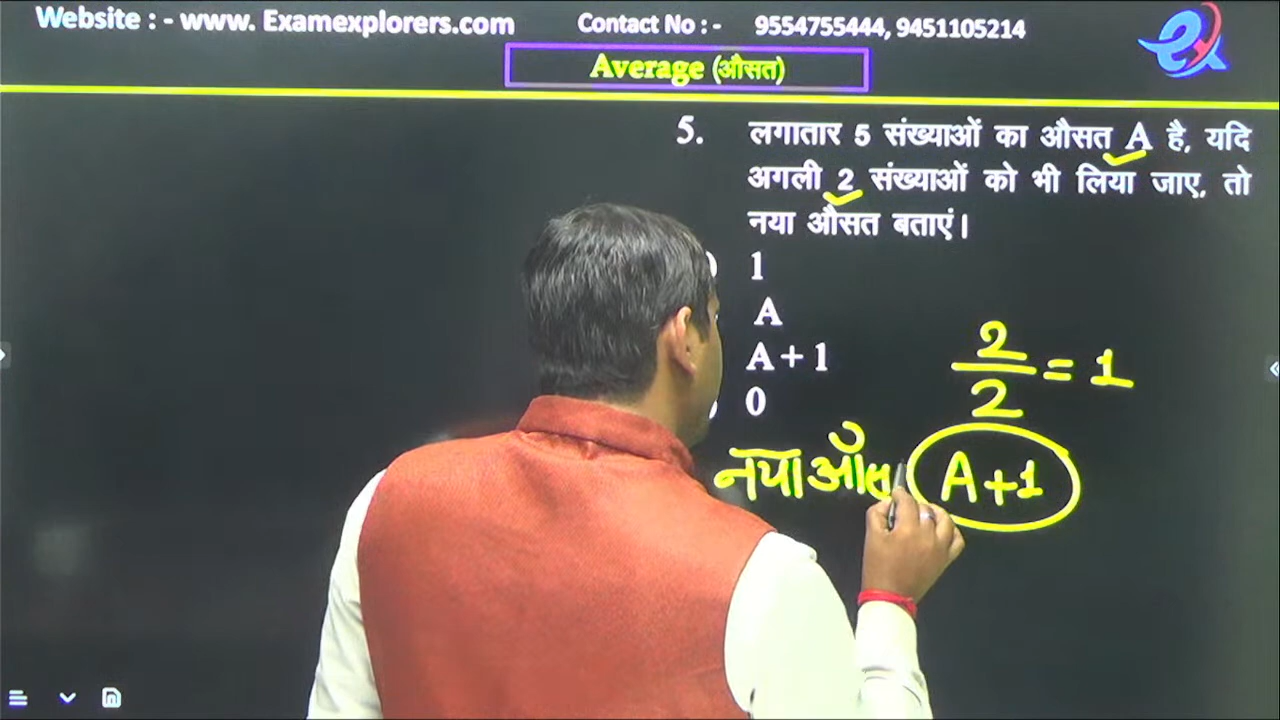 Website : - www. Examexplorers.com Contact No : - 9554755444, 9451105214
Average (औसत)
5. लगातार 5 संख्याओं का औसत A है, यदि
अगली 2 संख्याओं को भी लिया जाए, तो
नया औसत बताएं।
1
A
A + 1
0
2
2 = 1
नया
A+1